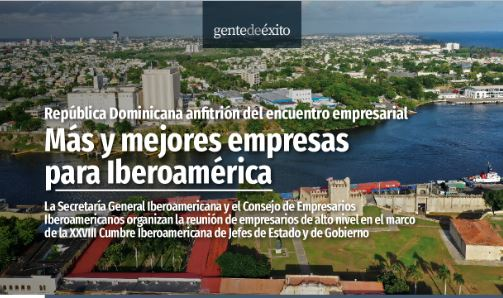 gentedeéxito
República Dominicana anfitrión del encuentro empresarial
Más y mejores empresas
para Iberoamérica
La Secretaría General Iberoamericana y el Consejo de Empresarios
Iberoamericanos organizan la reunión de empresarios de alto nivel en el marco
de la XXVIII Cumbre Iberoamericana de Jefes de Estado y de Gobierno